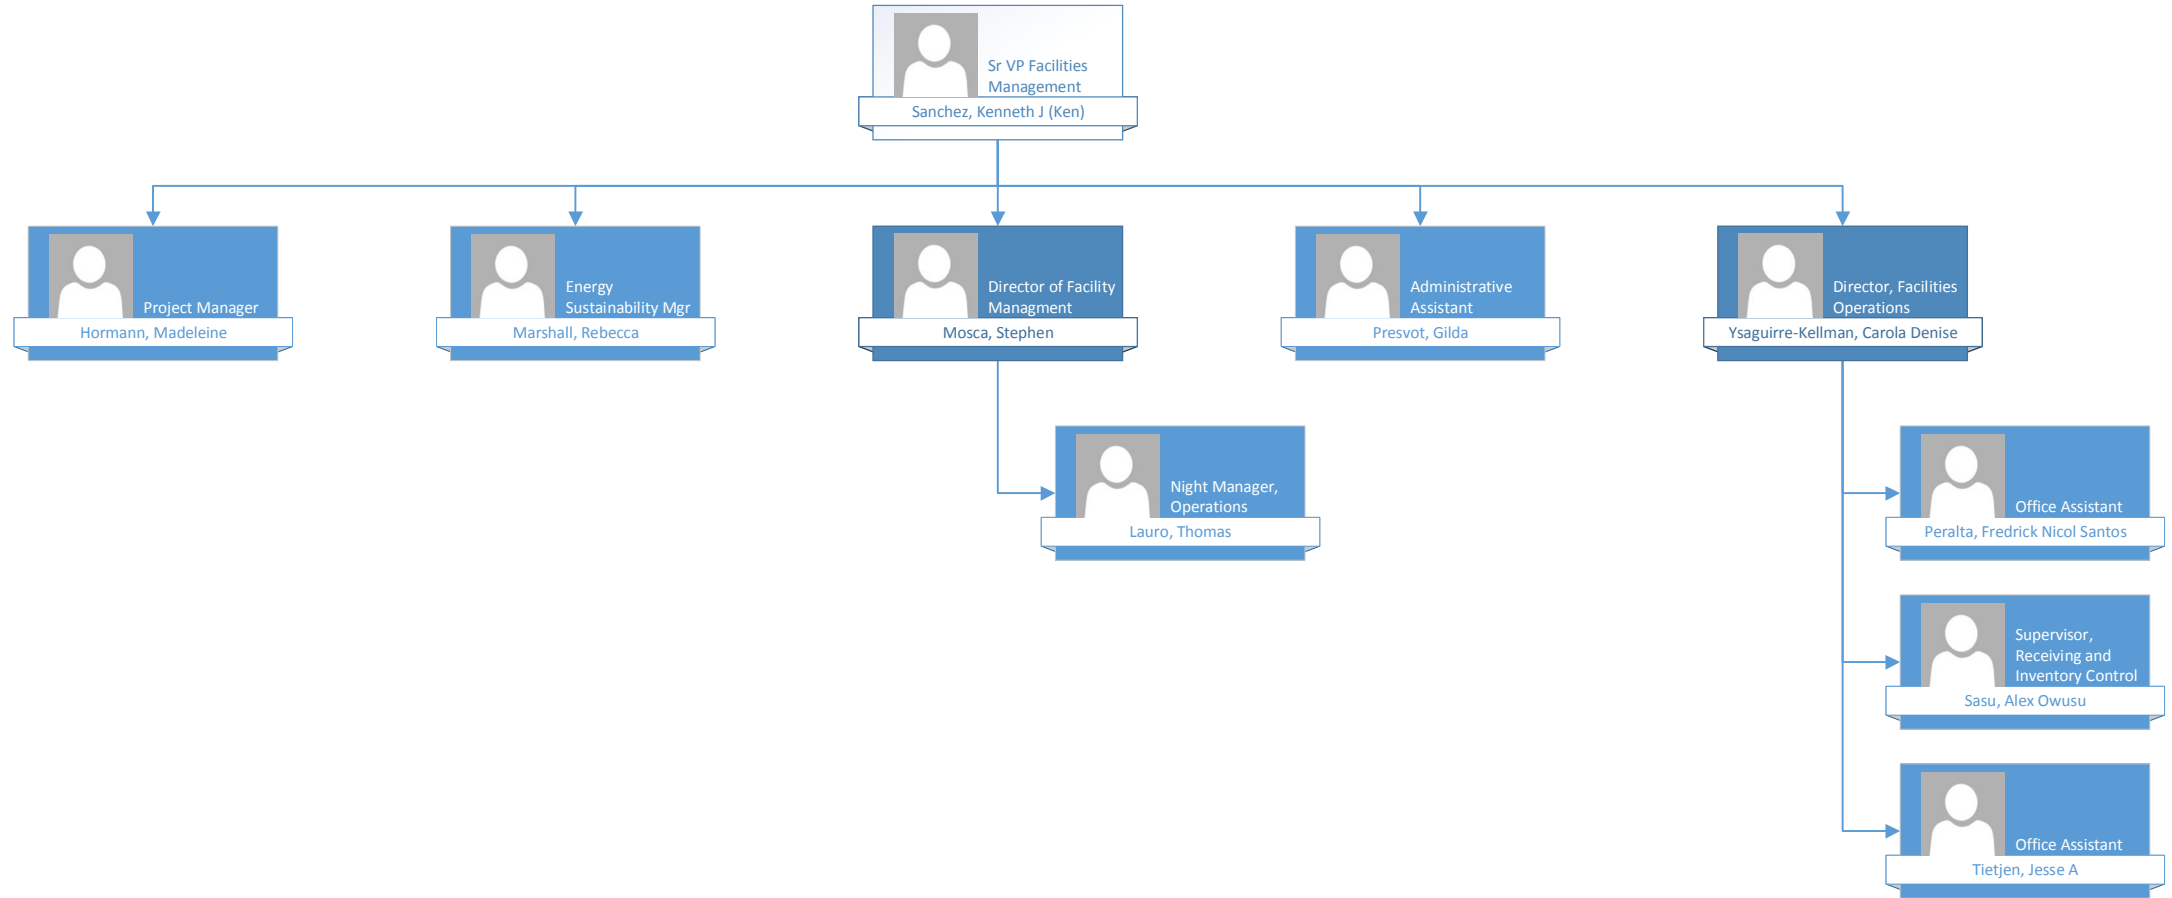 Sr VP Facilities
Management
Sanchez, Kenneth J (Ken)
Project Manager
Hormann, Madeleine
Energy
Sustainability Mgr
Marshall, Rebecca
Director of Facility
Managment
Mosca, Stephen
Administrative
Assistant
Presvot, Gilda
Director, Facilities
Operations
Ysaguirre-Kellman, Carola Denise
Night Manager,
Operations
Lauro, Thomas
Office Assistant
Peralta, Fredrick Nicol Santos
Supervisor,
Receiving and
Inventory Control
Sasu, Alex Owusu
Office Assistant
Tietjen, Jesse A